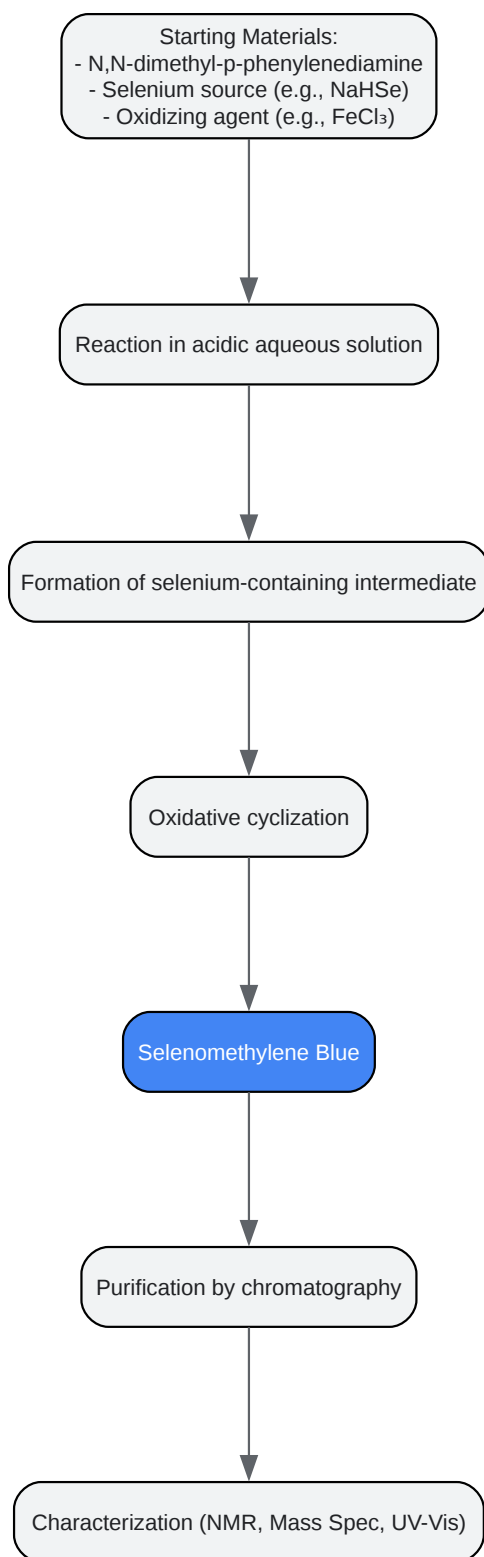 Starting Materials:
- N,N-dimethyl-p-phenylenediamine
- Selenium source (e.g., NaHSe)
- Oxidizing agent (e.g., FeCl₃)
Reaction in acidic aqueous solution
Formation of selenium-containing intermediate
Oxidative cyclization
Selenomethylene Blue
Purification by chromatography
Characterization (NMR, Mass Spec, UV-Vis)